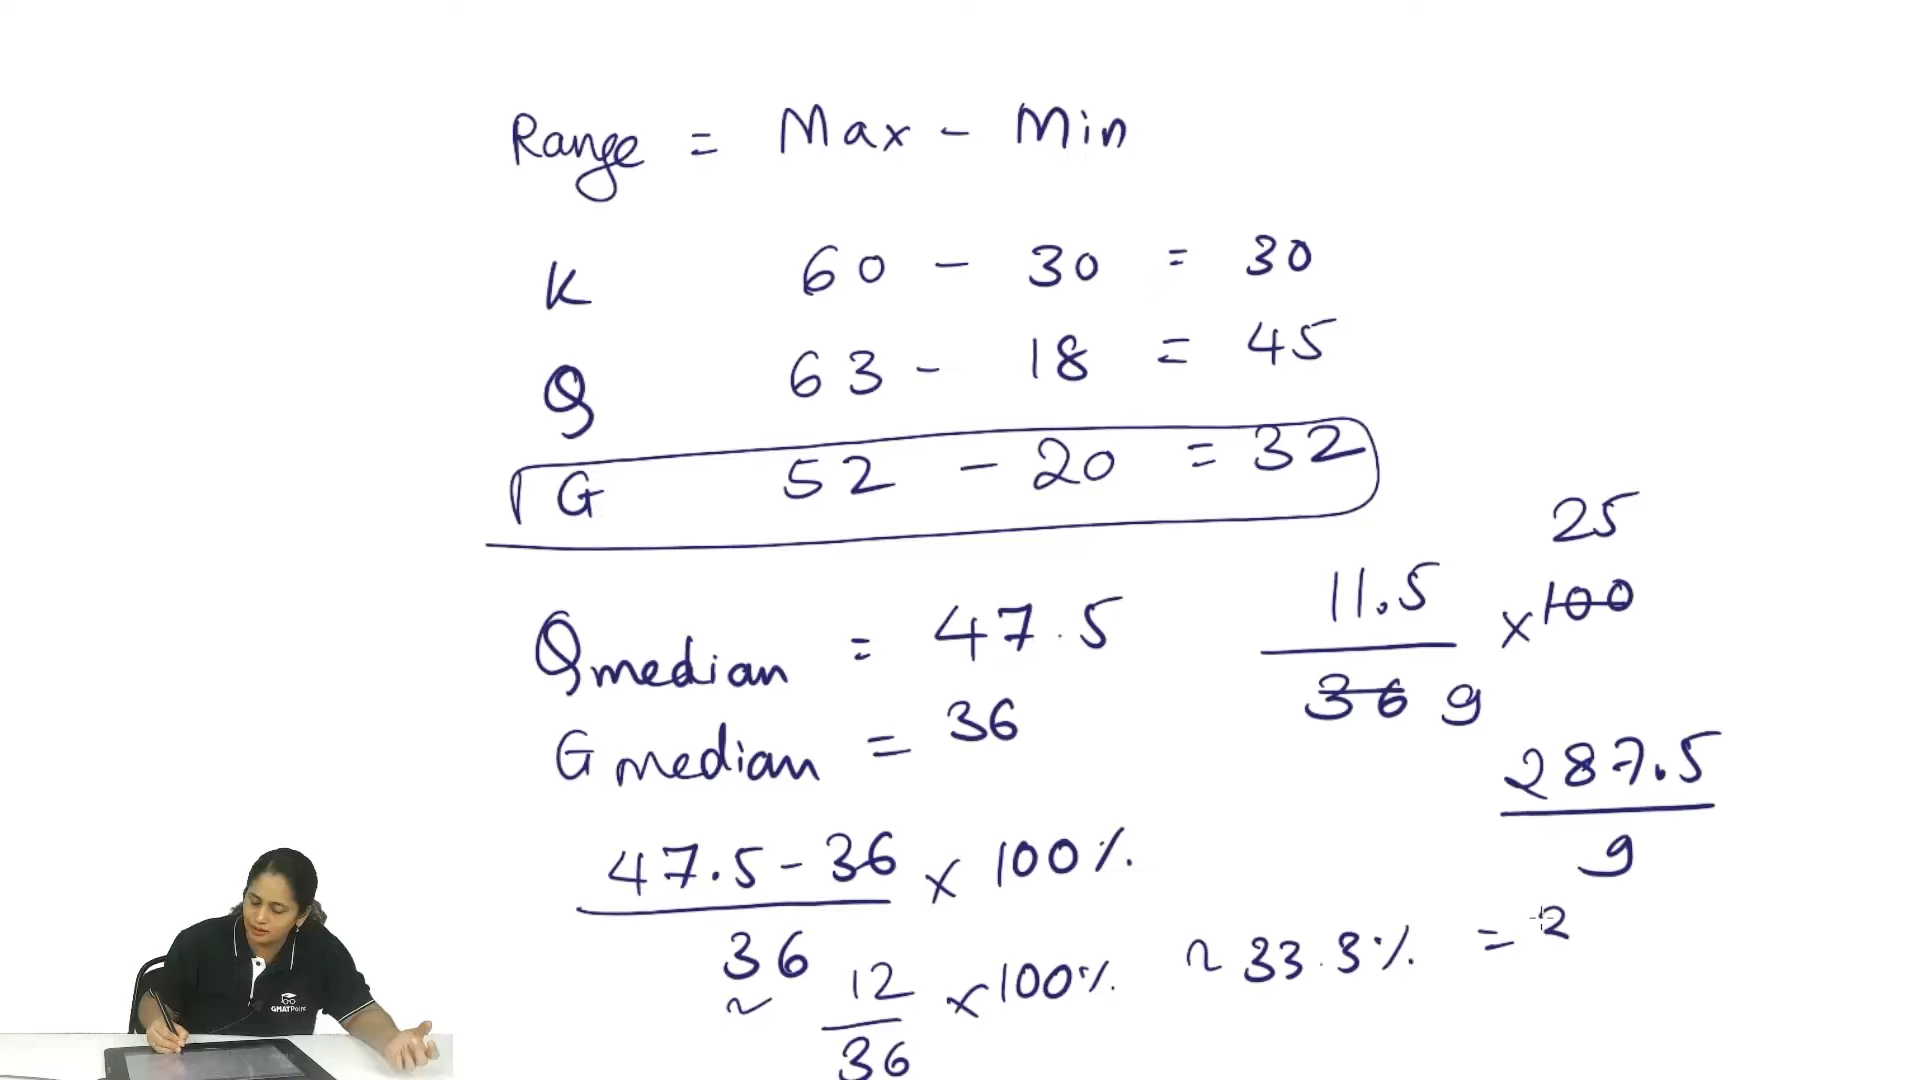 Range = Max - Min
K 60 - 30 = 30
Q 63 - 18 = 45
G 52 - 20 = 32
Qmedian = 47.5
Gmedian = 36
47.5 - 36 x 100%
36
12 x 100% ~ 33.3%
36
25
11.5 x 100
36 9
287.5
9
= 2
GMATPoint